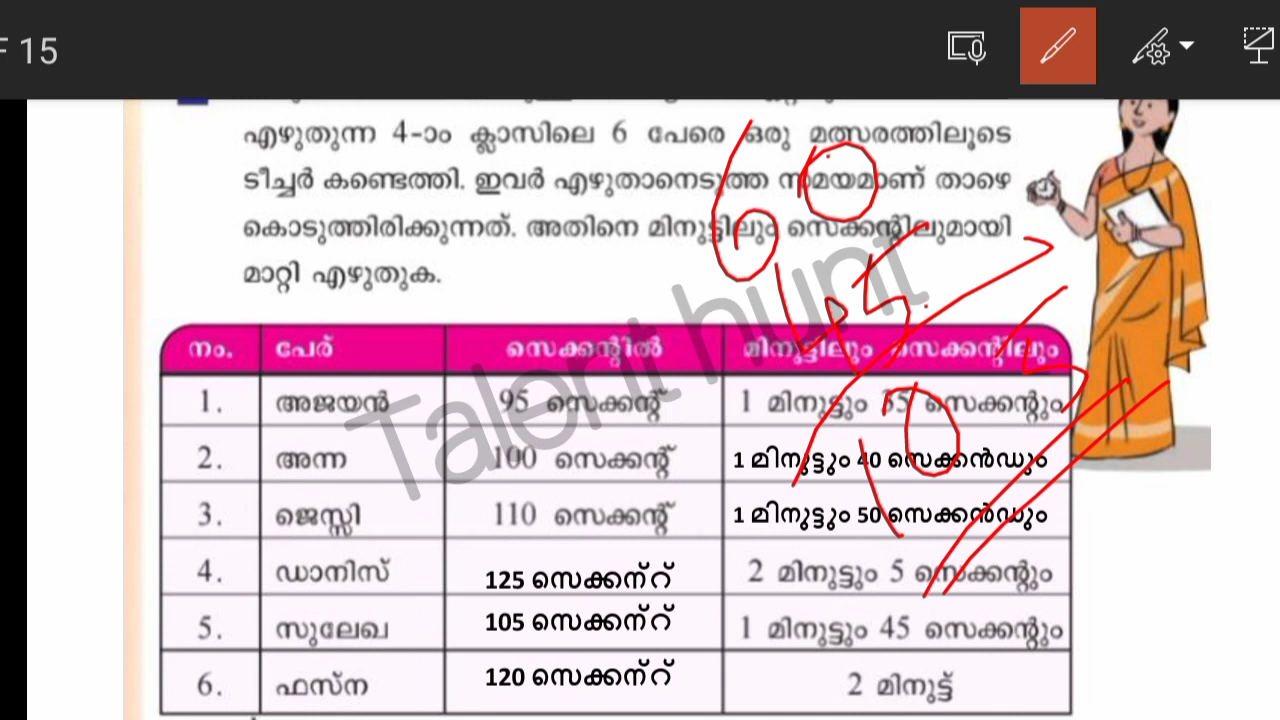 F 15
എഴുതുന്ന 4-ാം ക്ലാസിലെ 6 പേരെ ഒരു മത്സരത്തിലൂടെ
ടീച്ചർ കണ്ടെത്തി. ഇവർ എഴുതാനെടുത്ത സമയമാണ് താഴെ
കൊടുത്തിരിക്കുന്നത്. അതിനെ മിനുട്ടിലും സെക്കന്റിലുമായി
മാറ്റി എഴുതുക.
60
45
105
Talent hunt
നം. പേര് സെക്കന്റിൽ മിനുട്ടിലും സെക്കന്റിലും
1. അജയൻ 95 സെക്കന്റ് 1 മിനുട്ടും 35 സെക്കന്റും
2. അന്ന 100 സെക്കന്റ് 1 മിനുട്ടും 40 സെക്കൻഡും
3. ജെസ്സി 110 സെക്കന്റ് 1 മിനുട്ടും 50 സെക്കൻഡും
4. ഡാനിസ് 125 സെക്കന്റ് 2 മിനുട്ടും 5 സെക്കന്റും
5. സുലേഖ 105 സെക്കന്റ് 1 മിനുട്ടും 45 സെക്കന്റും
6. ഫസ്ന 120 സെക്കന്റ് 2 മിനുട്ട്